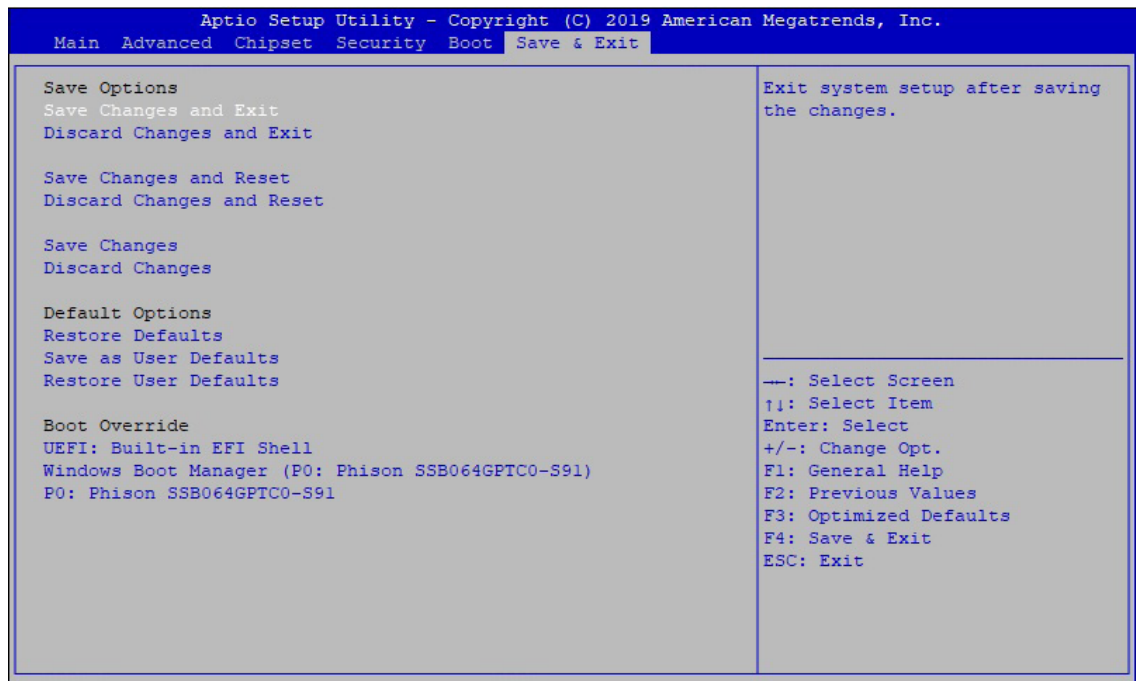 Aptio Setup Utility - Copyright (C) 2019 American Megatrends, Inc.
Main Advanced Chipset Security Boot Save & Exit
Save Options
Save Changes and Exit
Discard Changes and Exit
Save Changes and Reset
Discard Changes and Reset
Save Changes
Discard Changes
Default Options
Restore Defaults
Save as User Defaults
Restore User Defaults
Boot Override
UEFI: Built-in EFI Shell
Windows Boot Manager (P0: Phison SSB064GPTC0-S91)
P0: Phison SSB064GPTC0-S91
Exit system setup after saving
the changes.
→←: Select Screen
↑↓: Select Item
Enter: Select
+/-: Change Opt.
F1: General Help
F2: Previous Values
F3: Optimized Defaults
F4: Save & Exit
ESC: Exit